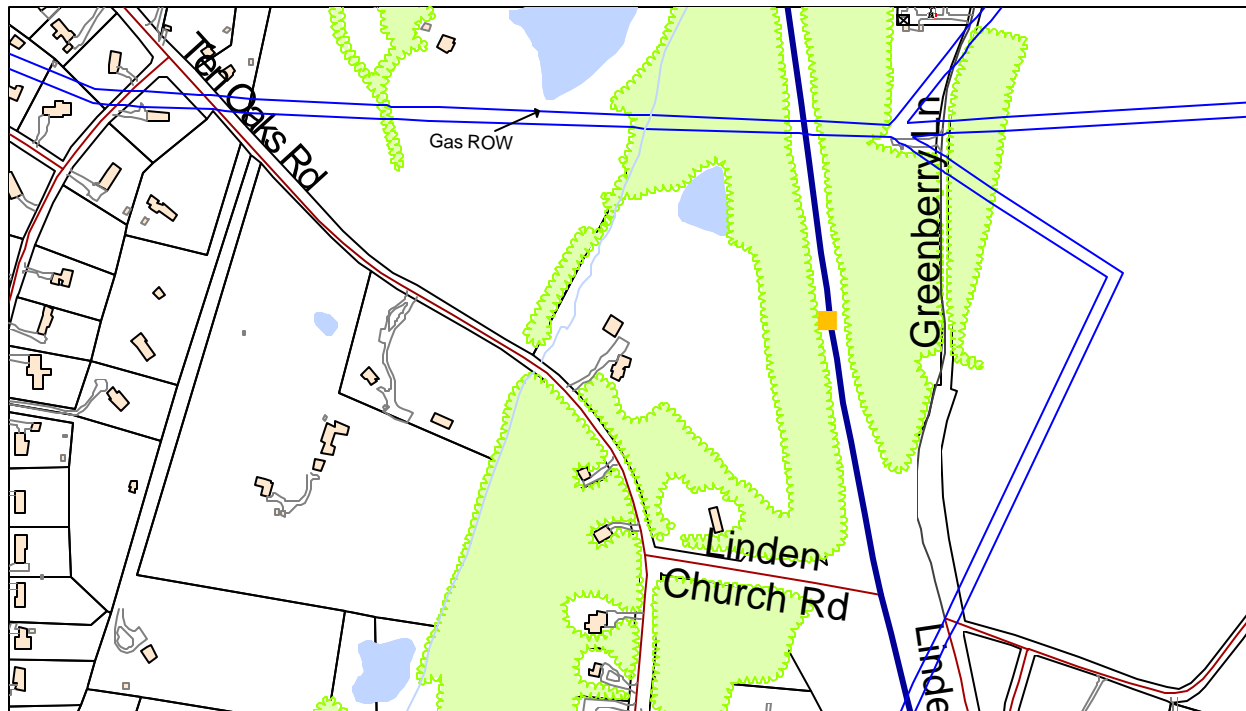 Ten Oaks Rd
Gas ROW
Greenberry Ln
Linden
Church Rd
Linde